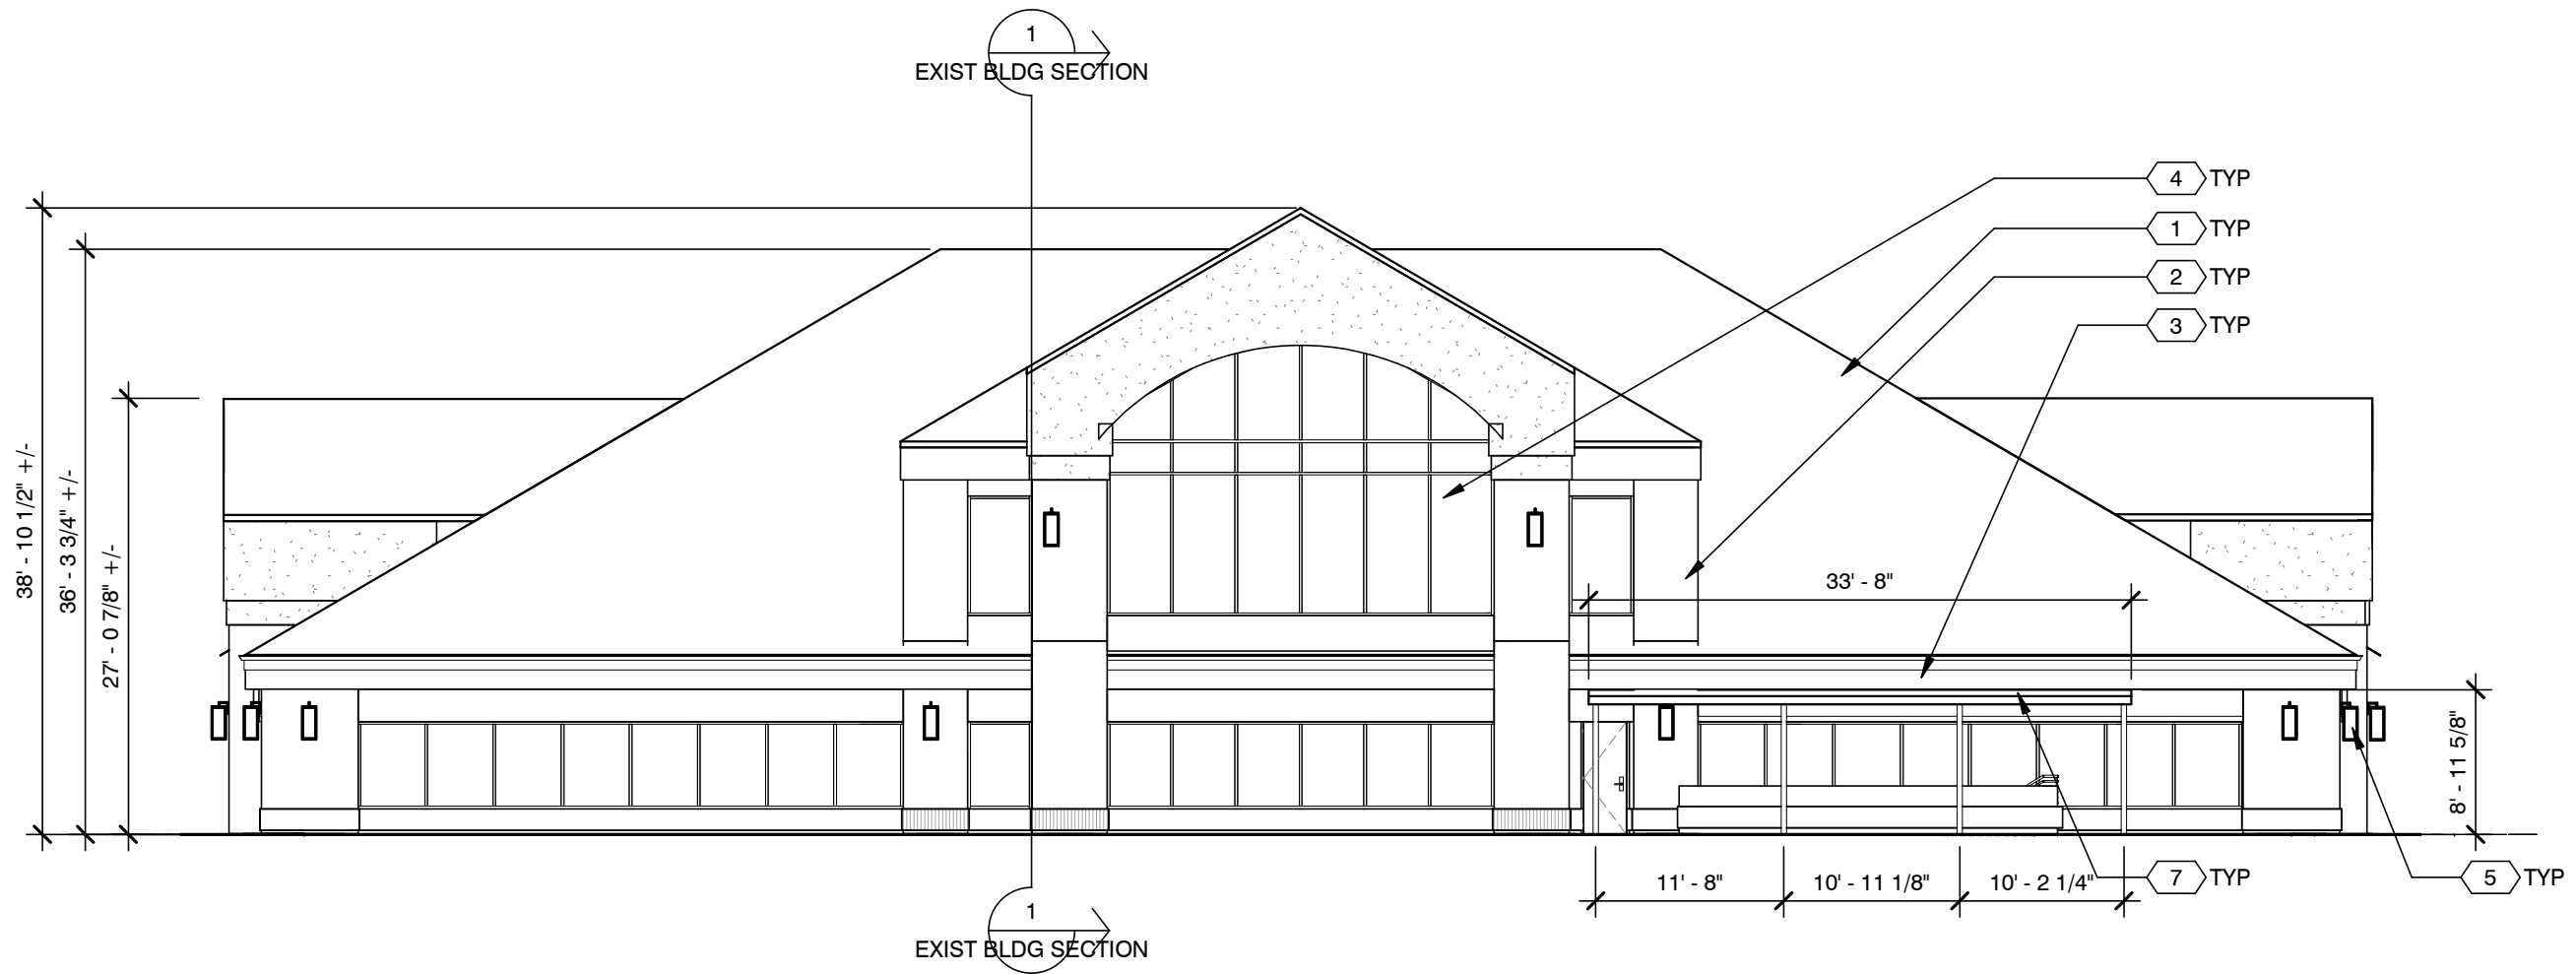 1
EXIST BLDG SECTION
4 TYP
1 TYP
2 TYP
3 TYP
38' - 10 1/2" +/-
36' - 3 3/4" +/-
27' - 0 7/8" +/-
33' - 8"
8' - 11 5/8"
11' - 8"
10' - 11 1/8"
10' - 2 1/4"
7 TYP
5 TYP
1
EXIST BLDG SECTION